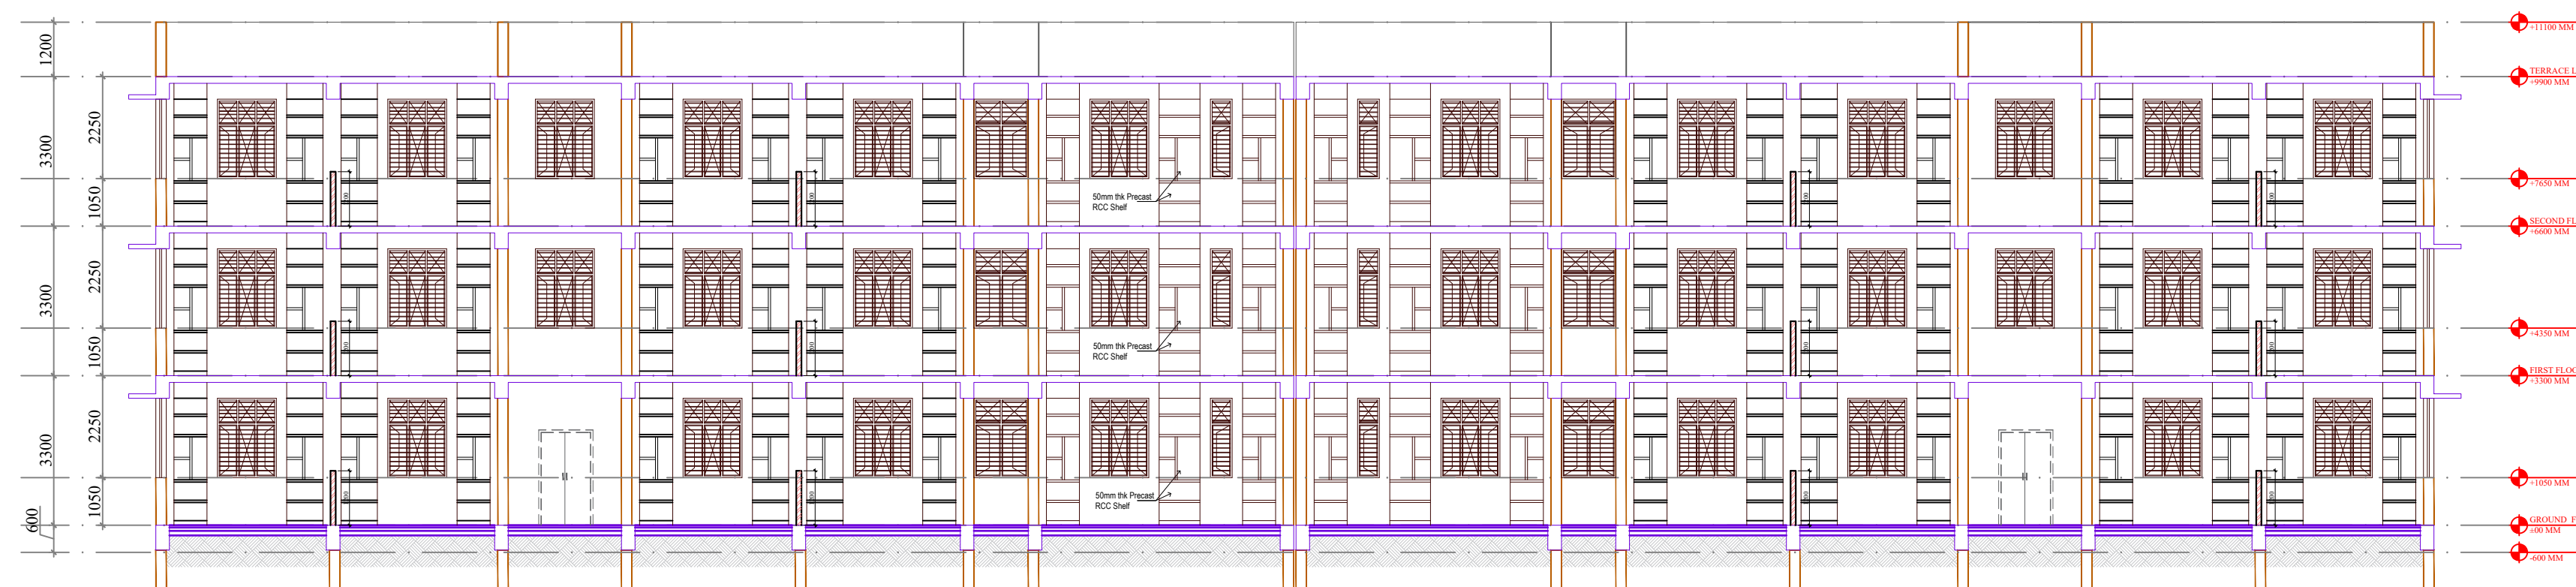 +11100 MM
1200
TERRACE L
+9900 MM
2250
3300
50mm thk Precast
RCC Shelf
+7650 MM
1050
SECOND FL
+6600 MM
2250
3300
50mm thk Precast
RCC Shelf
+4350 MM
1050
FIRST FLOO
+3300 MM
2250
3300
50mm thk Precast
RCC Shelf
+1050 MM
1050
600
GROUND F
±00 MM
-600 MM